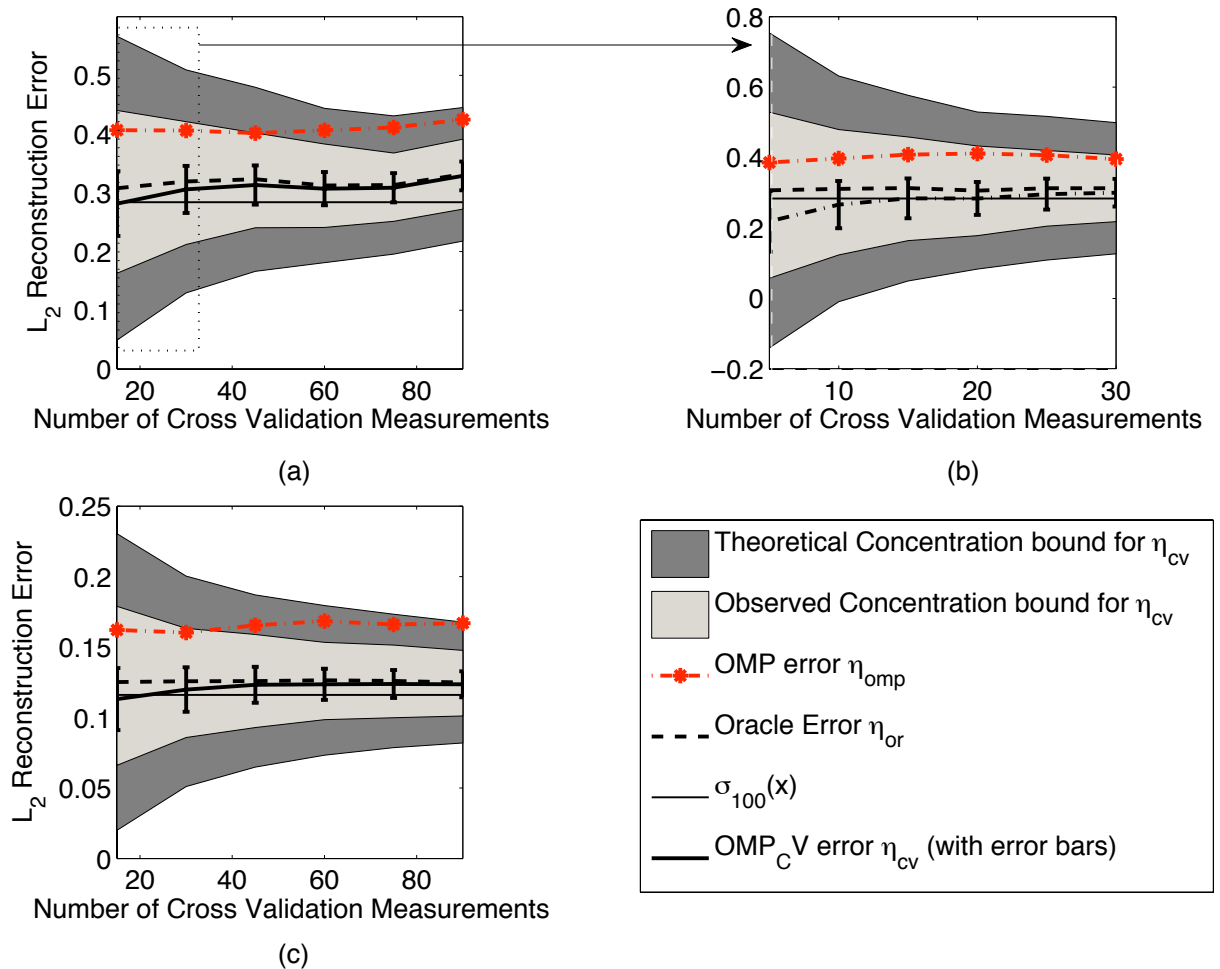 0.5
0.4
0.3
0.2
0.1
0
20 40 60 80
L2 Reconstruction Error
Number of Cross Validation Measurements
(a)
0.8
0.6
0.4
0.2
0
−0.2
10 20 30
Number of Cross Validation Measurements
(b)
0.25
0.2
0.15
0.1
0.05
0
20 40 60 80
L2 Reconstruction Error
Number of Cross Validation Measurements
(c)
Theoretical Concentration bound for ηcv
Observed Concentration bound for ηcv
OMP error ηomp
Oracle Error ηor
σ100(x)
OMPCV error ηcv (with error bars)